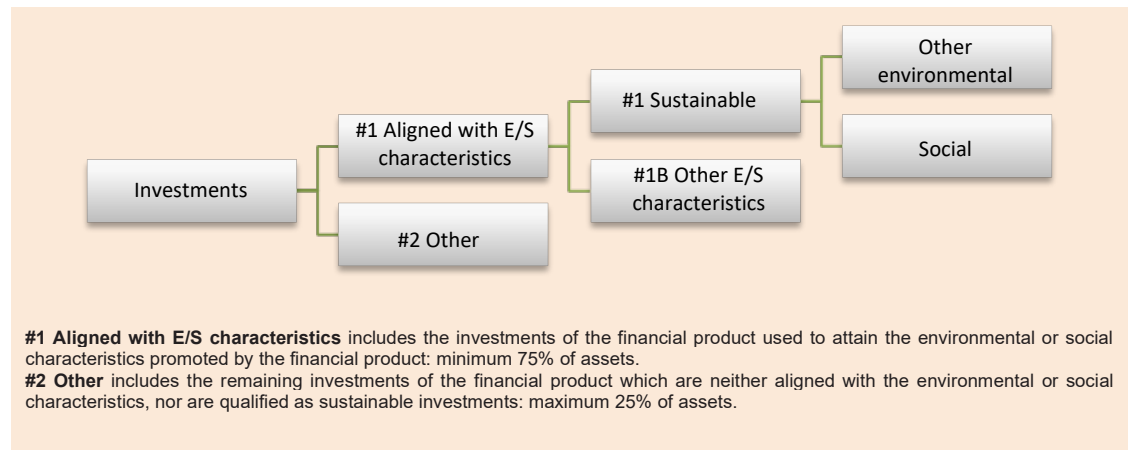 Other
environmental
#1 Sustainable
#1 Aligned with E/S
characteristics
Social
Investments
#1B Other E/S
characteristics
#2 Other
#1 Aligned with E/S characteristics includes the investments of the financial product used to attain the environmental or social
characteristics promoted by the financial product: minimum 75% of assets.
#2 Other includes the remaining investments of the financial product which are neither aligned with the environmental or social
characteristics, nor are qualified as sustainable investments: maximum 25% of assets.